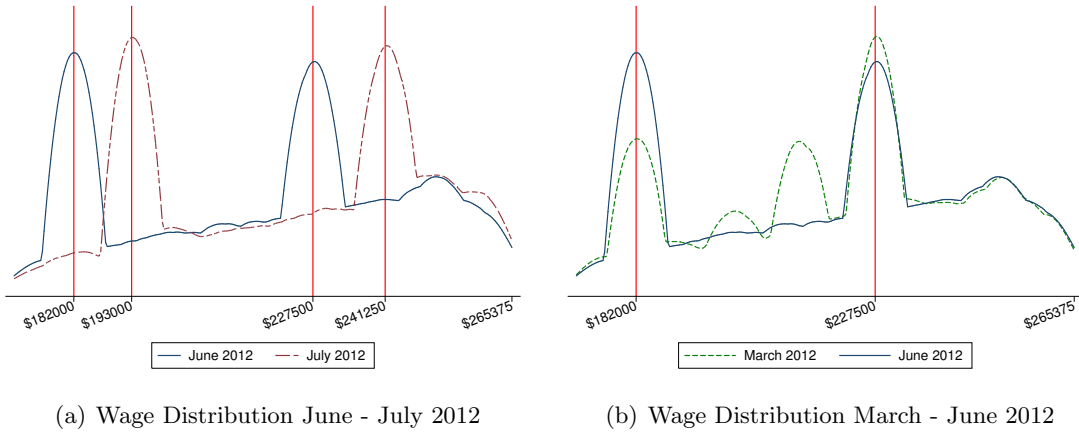 $182000
$193000
$227500
$241250
$265375
June 2012
July 2012
(a) Wage Distribution June - July 2012
$182000
$227500
$265375
March 2012
June 2012
(b) Wage Distribution March - June 2012